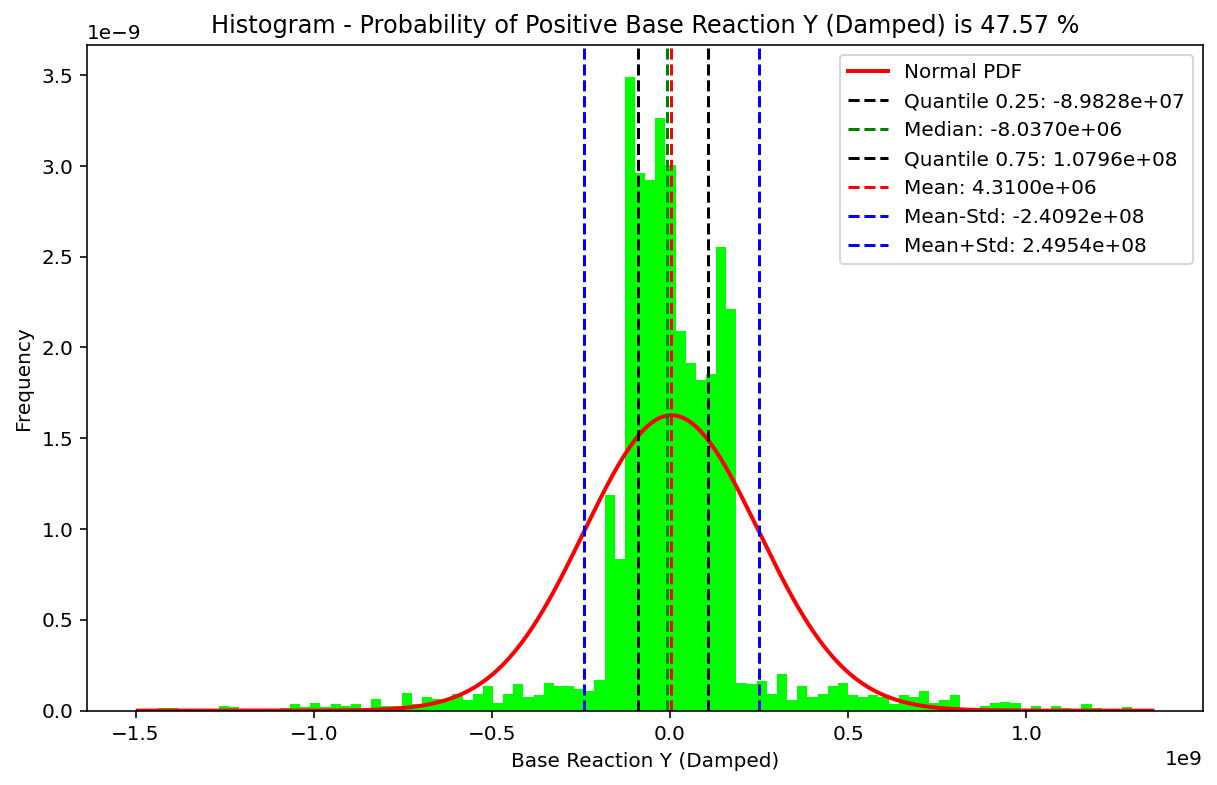 Histogram - Probability of Positive Base Reaction Y (Damped) is 47.57 %
1e−9
3.5
3.0
2.5
2.0
1.5
1.0
0.5
0.0
Frequency
Normal PDF
Quantile 0.25: -8.9828e+07
Median: -8.0370e+06
Quantile 0.75: 1.0796e+08
Mean: 4.3100e+06
Mean-Std: -2.4092e+08
Mean+Std: 2.4954e+08
−1.5 −1.0 −0.5 0.0 0.5 1.0
1e9
Base Reaction Y (Damped)